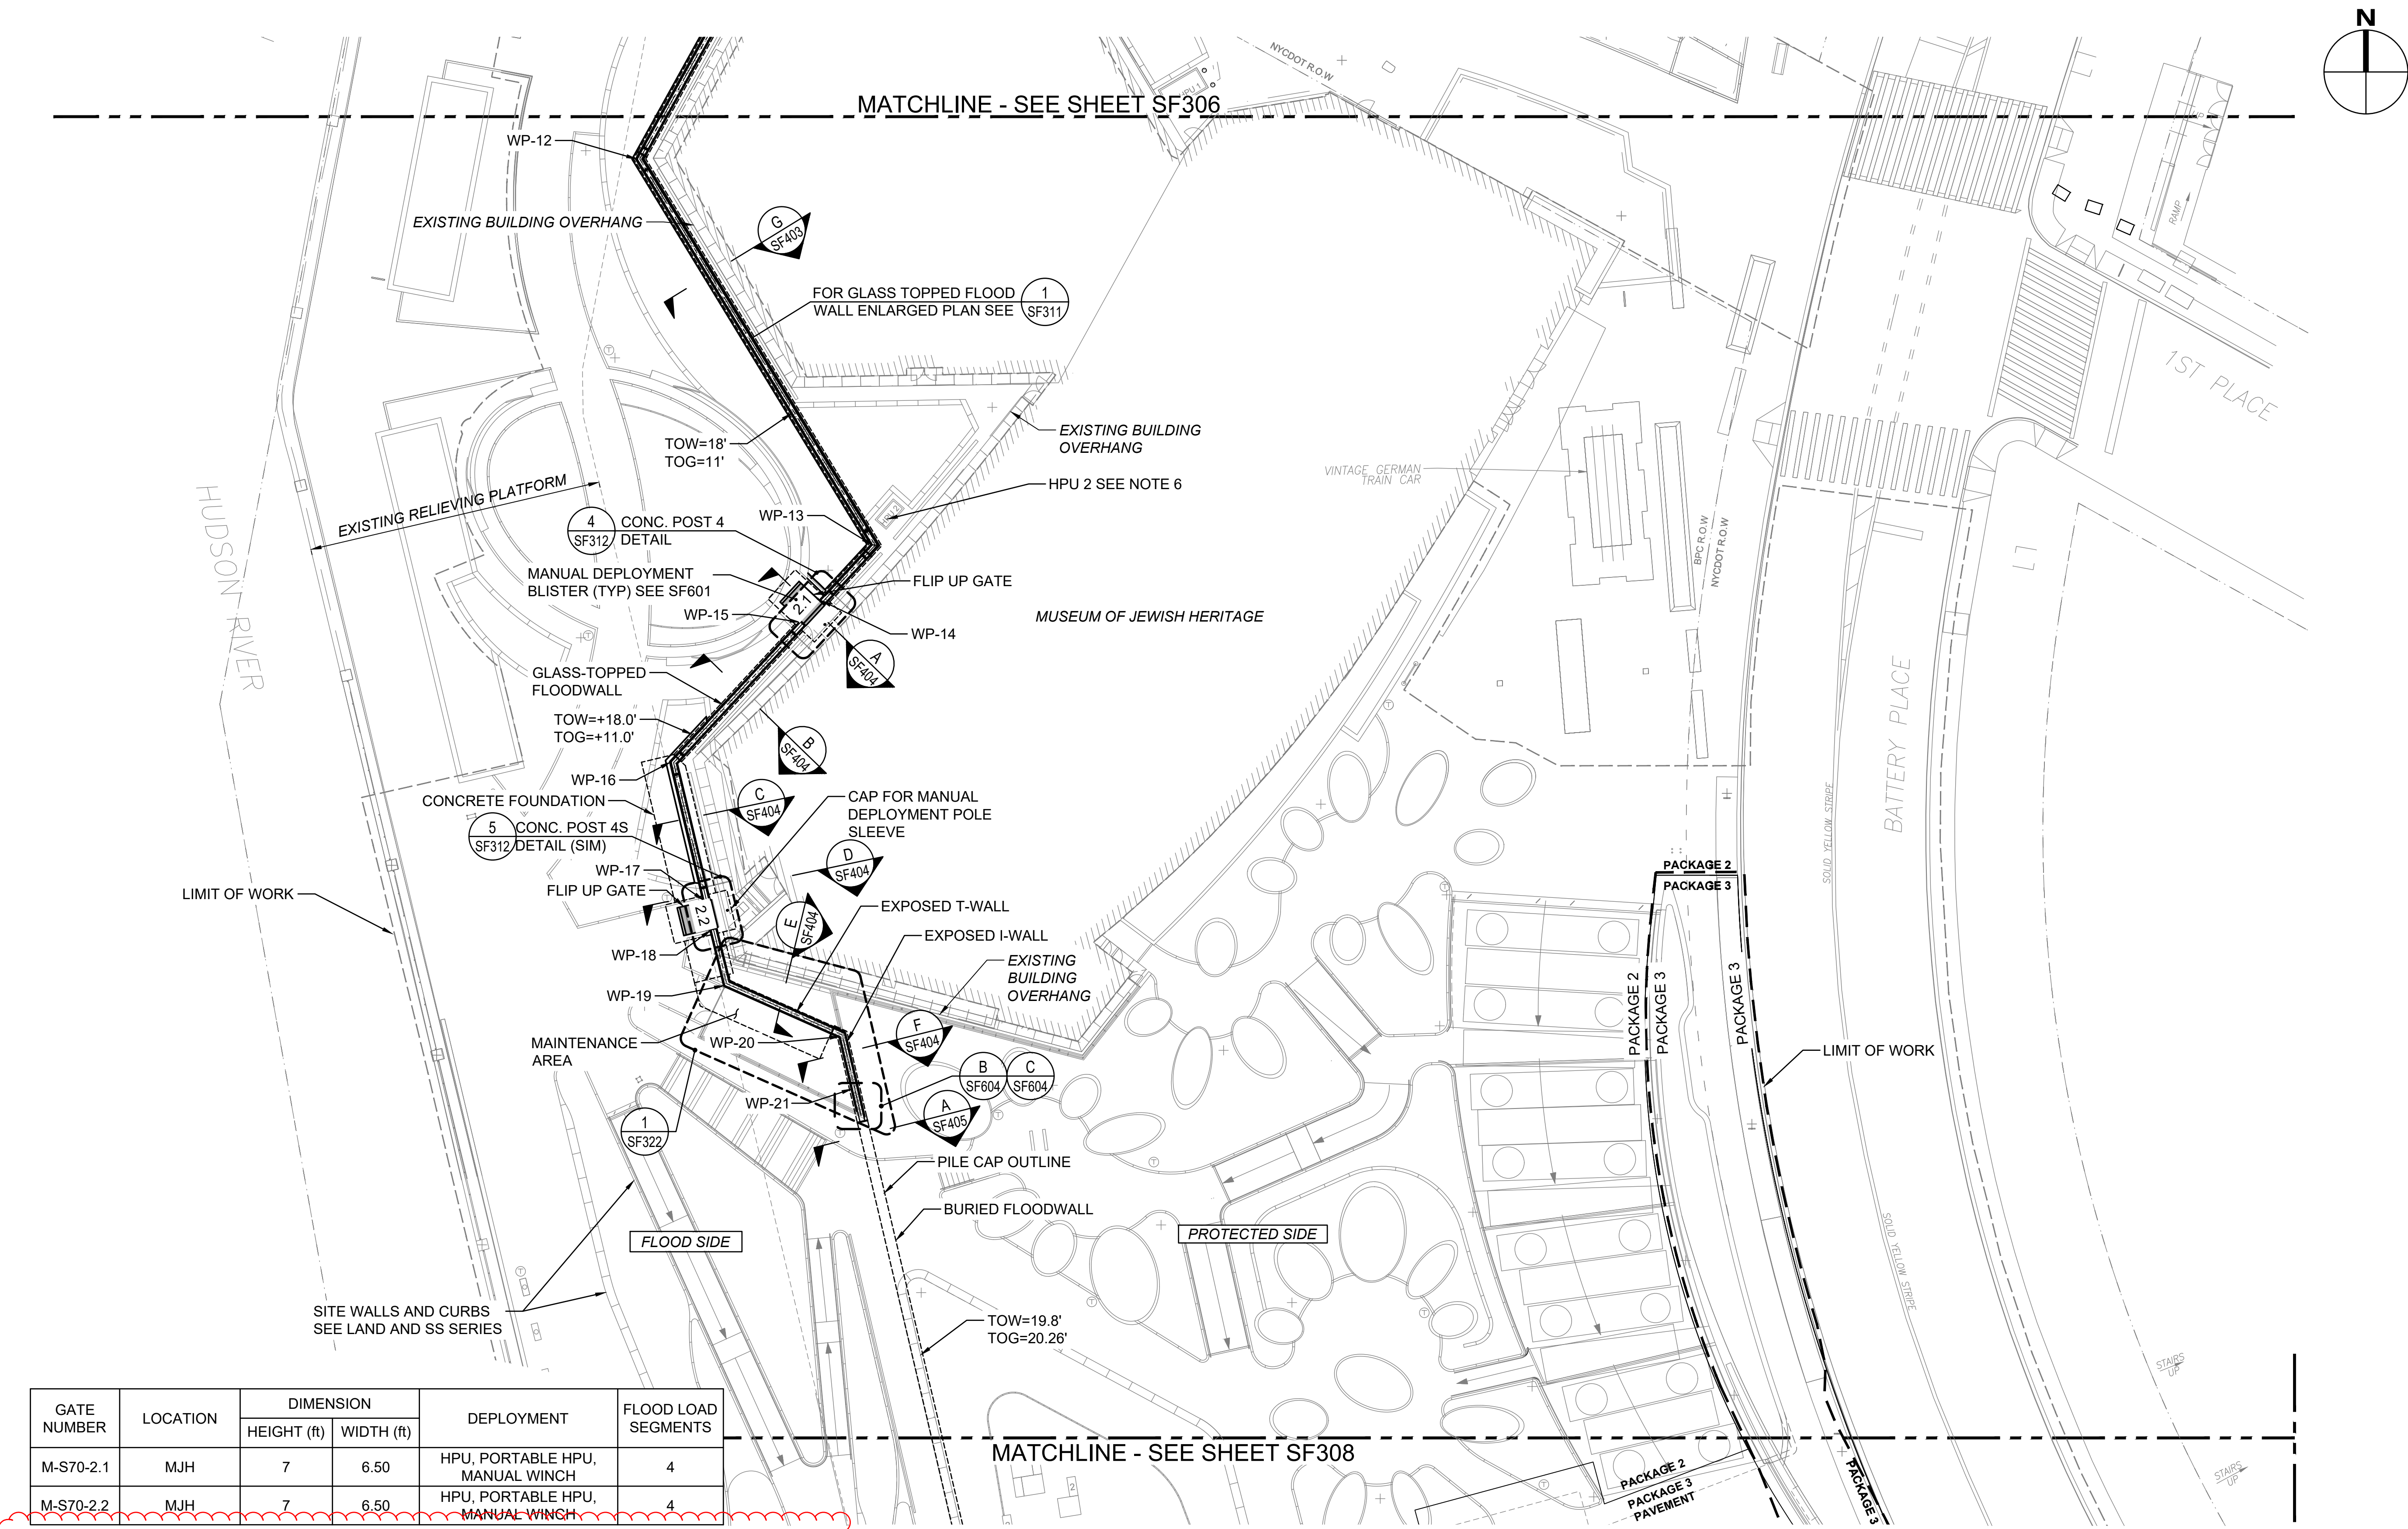 N
NYCDOT R.O.W
HPU 1
MATCHLINE - SEE SHEET SF306
WP-12
EXISTING BUILDING OVERHANG
G
SF403
RAMP
UP
FOR GLASS TOPPED FLOOD
WALL ENLARGED PLAN SEE
1
SF311
1ST PLACE
TOW=18'
TOG=11'
EXISTING BUILDING
OVERHANG
VINTAGE GERMAN
TRAIN CAR
HUDSON RIVER
EXISTING RELIEVING PLATFORM
HPU 2 SEE NOTE 6
WP-13
HPU 2
4
SF312
CONC. POST 4
DETAIL
BPC R.O.W
NYCDOT R.O.W
MANUAL DEPLOYMENT
BLISTER (TYP) SEE SF601
FLIP UP GATE
2.1
WP-15
MUSEUM OF JEWISH HERITAGE
WP-14
A
SF404
GLASS-TOPPED
FLOODWALL
TOW=+18.0'
TOG=+11.0'
B
SF404
BATTERY PLACE
WP-16
CONCRETE FOUNDATION
C
SF404
CAP FOR MANUAL
DEPLOYMENT POLE
SLEEVE
SOLID YELLOW STRIPE
5
SF312
CONC. POST 4S
DETAIL (SIM)
D
SF404
PACKAGE 2
PACKAGE 3
WP-17
FLIP UP GATE
LIMIT OF WORK
2.2
E
SF404
EXPOSED T-WALL
EXPOSED I-WALL
WP-18
EXISTING
BUILDING
OVERHANG
WP-19
PACKAGE 2
PACKAGE 3
PACKAGE 3
MAINTENANCE
AREA
WP-20
F
SF404
LIMIT OF WORK
B
SF604
C
SF604
WP-21
A
SF405
1
SF322
PILE CAP OUTLINE
BURIED FLOODWALL
FLOOD SIDE
PROTECTED SIDE
SOLID YELLOW STRIPE
SITE WALLS AND CURBS
SEE LAND AND SS SERIES
TOW=19.8'
TOG=20.26'
STAIRS
UP
MATCHLINE - SEE SHEET SF308
STAIRS
UP
PACKAGE 2
PACKAGE 3
PAVEMENT
PACKAGE 3
2
GATE
NUMBER
LOCATION
DIMENSION
HEIGHT (ft)
WIDTH (ft)
DEPLOYMENT
FLOOD LOAD
SEGMENTS
M-S70-2.1
MJH
7
6.50
HPU, PORTABLE HPU,
MANUAL WINCH
4
M-S70-2.2
MJH
7
6.50
HPU, PORTABLE HPU,
MANUAL WINCH
4